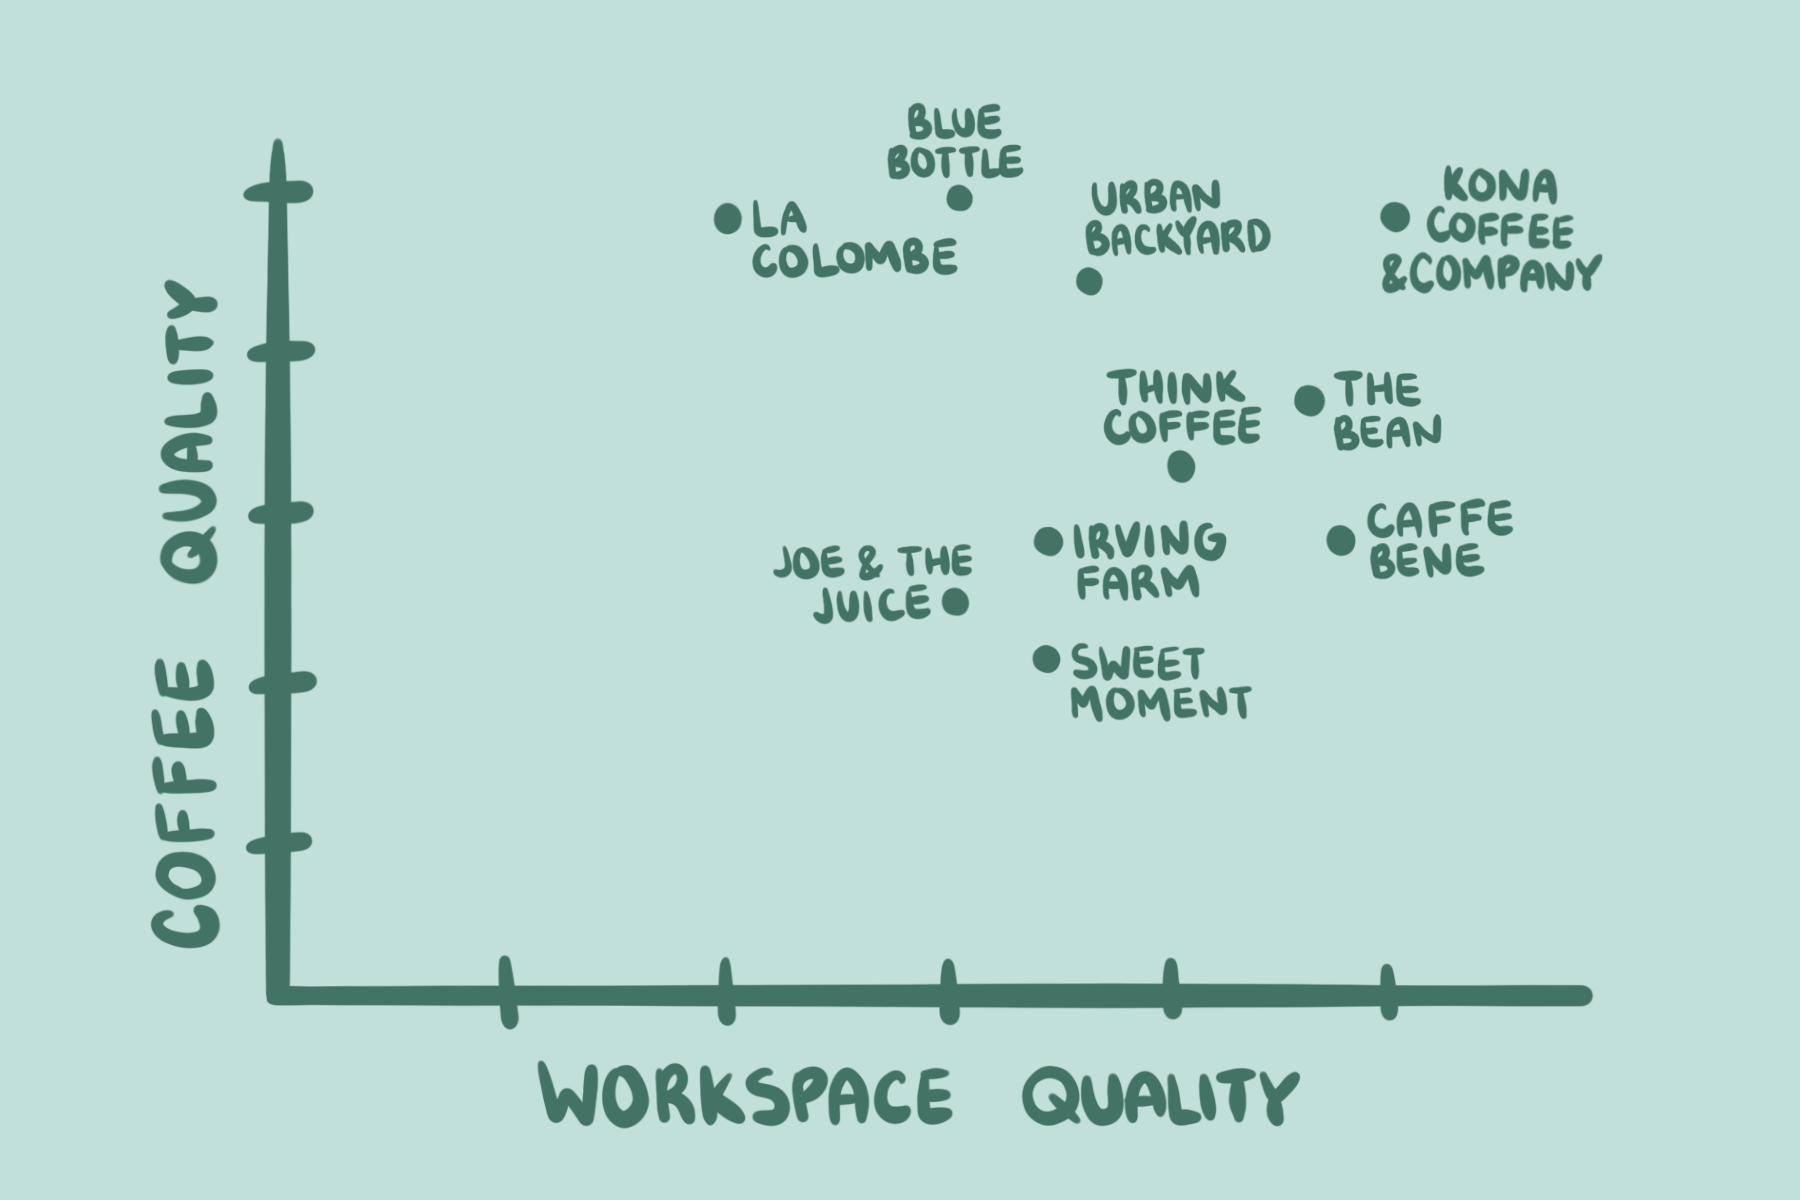 BLUE
BOTTLE
LA
COLOMBE
URBAN
BACKYARD
KONA
COFFEE
&COMPANY
THINK
COFFEE
THE
BEAN
JOE & THE
JUICE
IRVING
FARM
CAFFE
BENE
SWEET
MOMENT
COFFEE QUALITY
WORKSPACE QUALITY